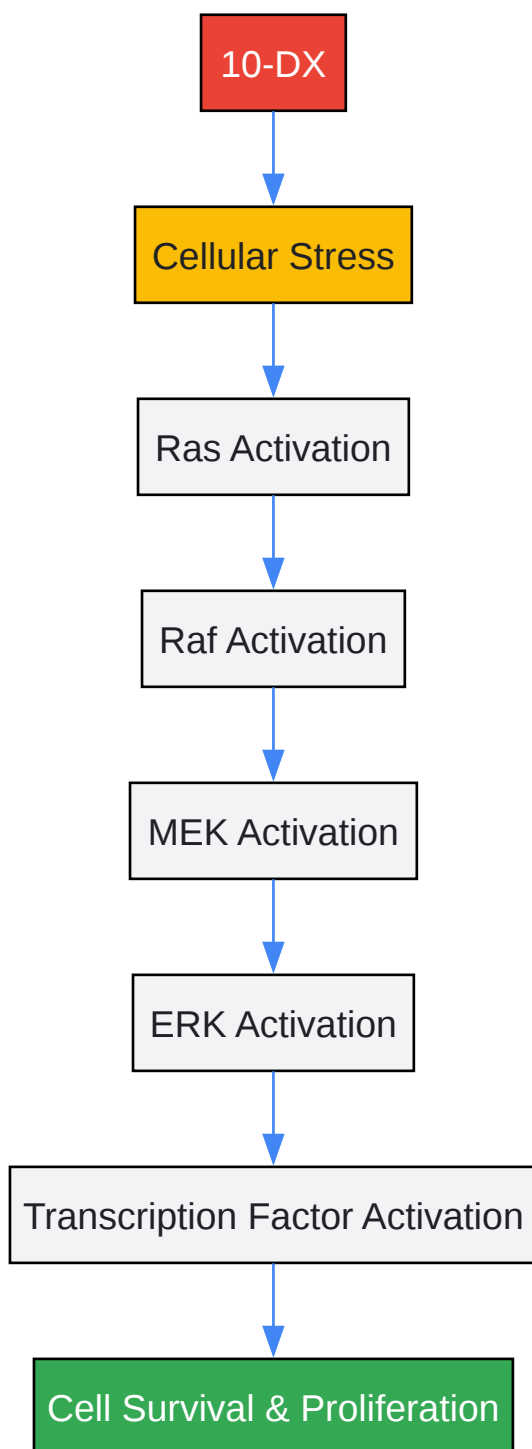 10-DX
Cellular Stress
Ras Activation
Raf Activation
MEK Activation
ERK Activation
Transcription Factor Activation
Cell Survival & Proliferation